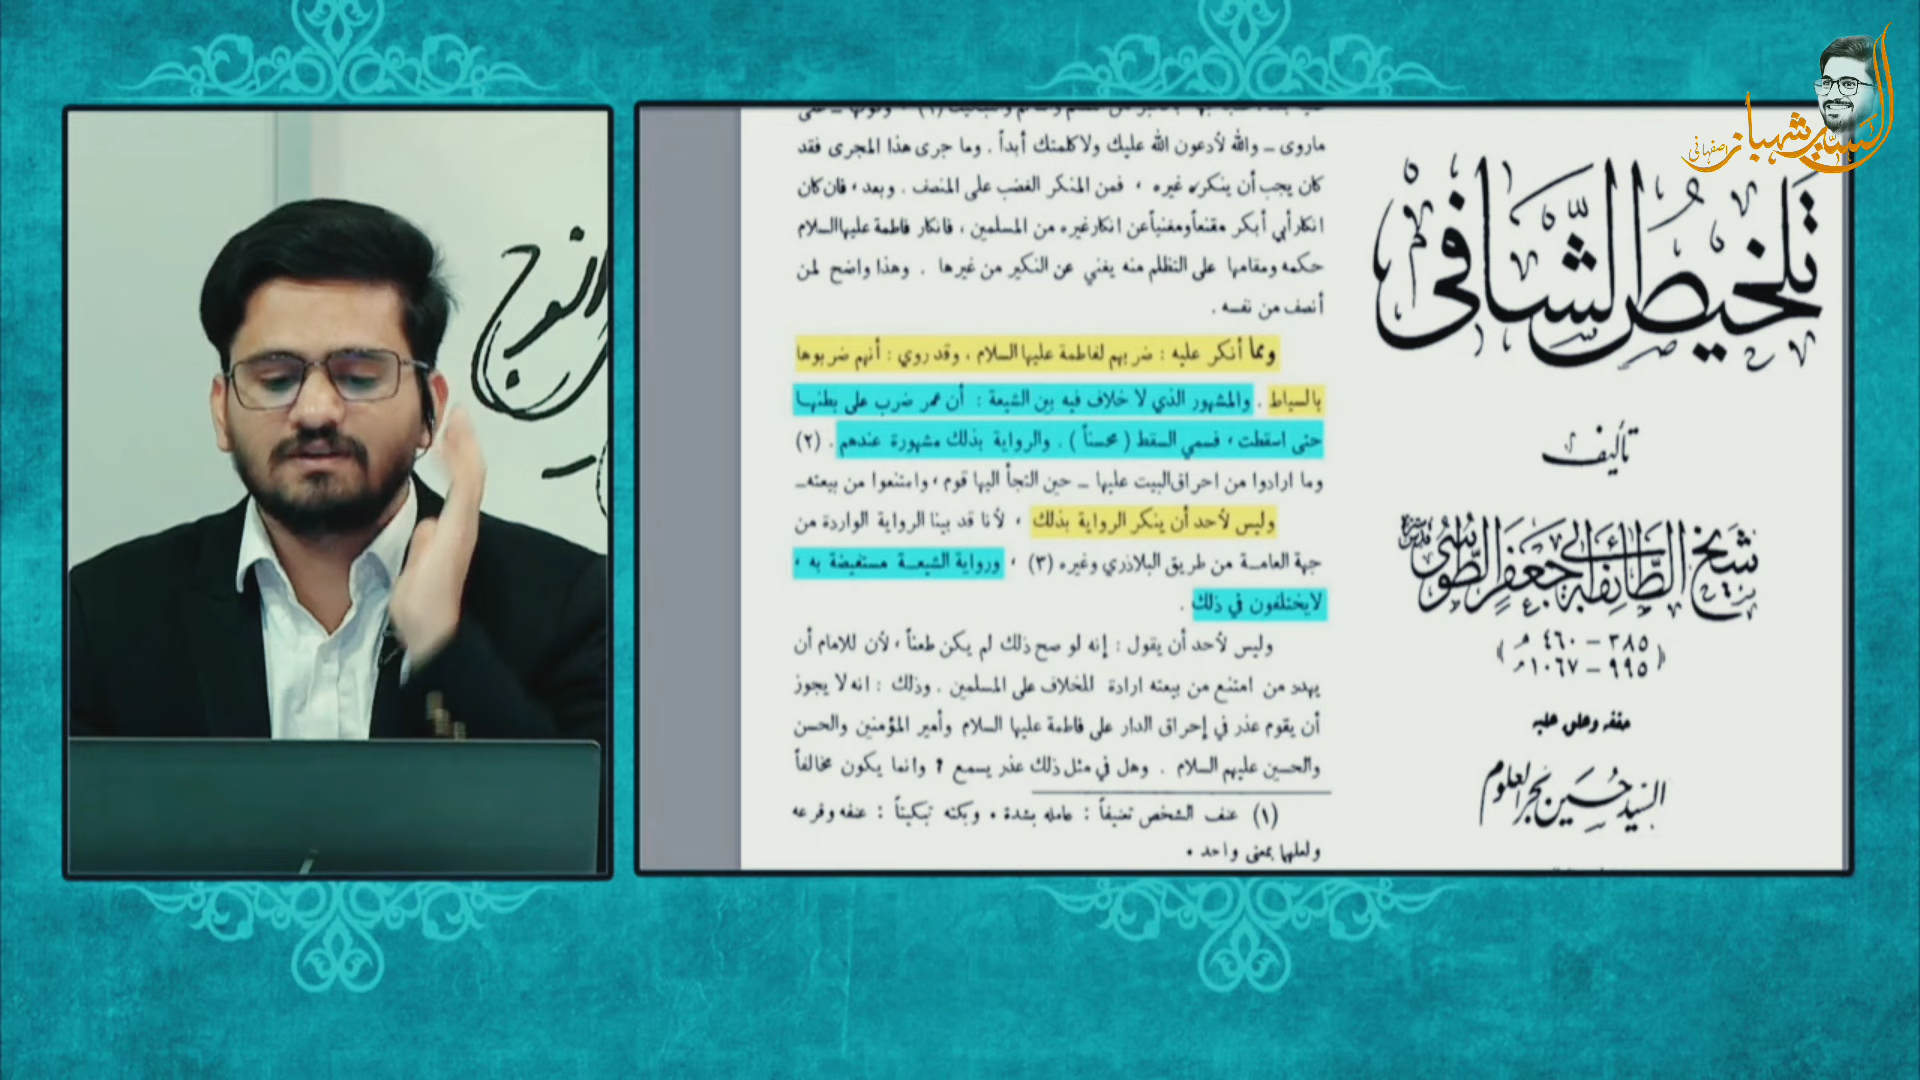 السيد شهباز اصفهانی
ماروى ــ والله لأدعون الله عليك ولاكلمتك أبداً . وما جرى هذا المجرى فقد
كان يجب أن ينكره غيره ، فمن المنكر الغضب على المنصف . وبعد ، فان كان
انكار أبي أبكر مقنعاً ومغنياً عن انكار غيره من المسلمين ، فانكار فاطمة عليها السلام
حكمه ومقامها على التظلم منه يغني عن النكير من غيرها . وهذا واضح لمن
أنصف من نفسه .
ومما أنكر عليه : ضربهم لفاطمة عليها السلام ، وقد روي : أنهم ضربوها
بالسياط . والمشهور الذي لا خلاف فيه بين الشيعة : أن عمر ضرب على بطنها
حتى اسقطت ، فسمي السقط ( محسناً ) . والرواية بذلك مشهورة عندهم . (٢)
وما ارادوا من احراق البيت عليها ــ حين التجأ اليها قوم ، وامتنعوا من بيعته ــ
وليس لأحد أن ينكر الرواية بذلك ، لأنا قد بينا الرواية الواردة من
جهة العامة من طريق البلاذري وغيره (٣) ، ورواية الشيعة مستفيضة به ،
لايختلفون في ذلك .
وليس لأحد أن يقول : إنه لو صح ذلك لم يكن طعناً ، لأن للامام أن
يهدد من امتنع من بيعته ارادة للخلاف على المسلمين . وذلك : انه لا يجوز
أن يقوم عذر في إحراق الدار على فاطمة عليها السلام وأمير المؤمنين والحسن
والحسين عليهم السلام . وهل في مثل ذلك عذر يسمع ؟ وانما يكون مخالفاً
(١) عنف الشخص تعنيفاً : عامله بشدة . وبكته تبكيتاً : عنفه وقرعه
ولعلها بمعنى واحد .
تلخيص الشافي
تأليف
شيخ الطائفة أبي جعفر الطوسي قدس سره
( ٣٨٥ – ٤٦٠ هـ
٩٩٥ – ١٠٦٧ م )
حققه وعلق عليه
السيد حسين بحر العلوم